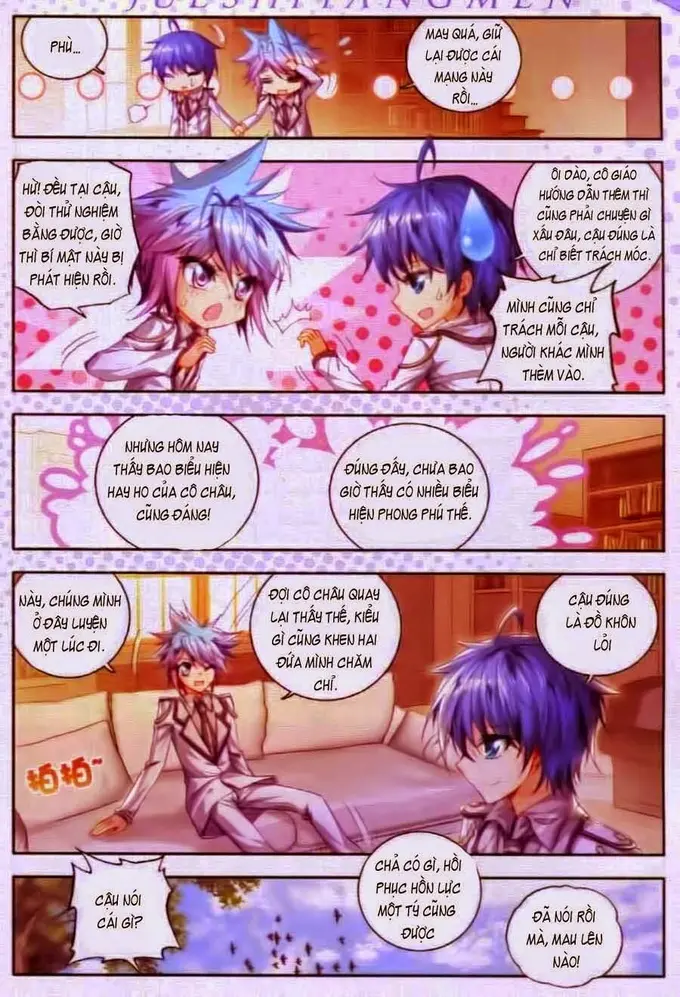 JUESHITANGMEN
PHÙ...
MAY QUÁ, GIỮ
LẠI ĐƯỢC CÁI
MẠNG NÀY
RỒI...
HỪ! ĐỀU TẠI CẬU,
ĐÒI THỬ NGHIỆM
BẰNG ĐƯỢC, GIỜ
THÌ BÍ MẬT NÀY BỊ
PHÁT HIỆN RỒI.
ÔI DÀO, CÔ GIÁO
HƯỚNG DẪN THÊM THÌ
CŨNG PHẢI CHUYỆN GÌ
XẤU ĐÂU, CẬU ĐÚNG LÀ
CHỈ BIẾT TRÁCH MÓC.
MÌNH CŨNG CHỈ
TRÁCH MỖI CẬU,
NGƯỜI KHÁC MÌNH
THÈM VÀO.
NHƯNG HÔM NAY
THẤY BAO BIỂU HIỆN
HAY HO CỦA CÔ CHÂU,
CŨNG ĐÁNG!
ĐÚNG ĐẤY, CHƯA BAO
GIỜ THẤY CÓ NHIỀU BIỂU
HIỆN PHONG PHÚ THẾ.
NÀY, CHÚNG MÌNH
Ở ĐÂY LUYỆN
MỘT LÚC ĐI.
ĐỢI CÔ CHÂU QUAY
LẠI THẤY THẾ, KIỂU
GÌ CŨNG KHEN HAI
ĐỨA MÌNH CHĂM
CHỈ.
CẬU ĐÚNG
LÀ ĐỒ KHÔN
LỎI
拍拍~
CẬU NÓI
CÁI GÌ?
CHẢ CÓ GÌ, HỒI
PHỤC HỒN LỰC
MỘT TÝ CŨNG
ĐƯỢC
ĐÃ NÓI RỒI
MÀ, MAU LÊN
NÀO!